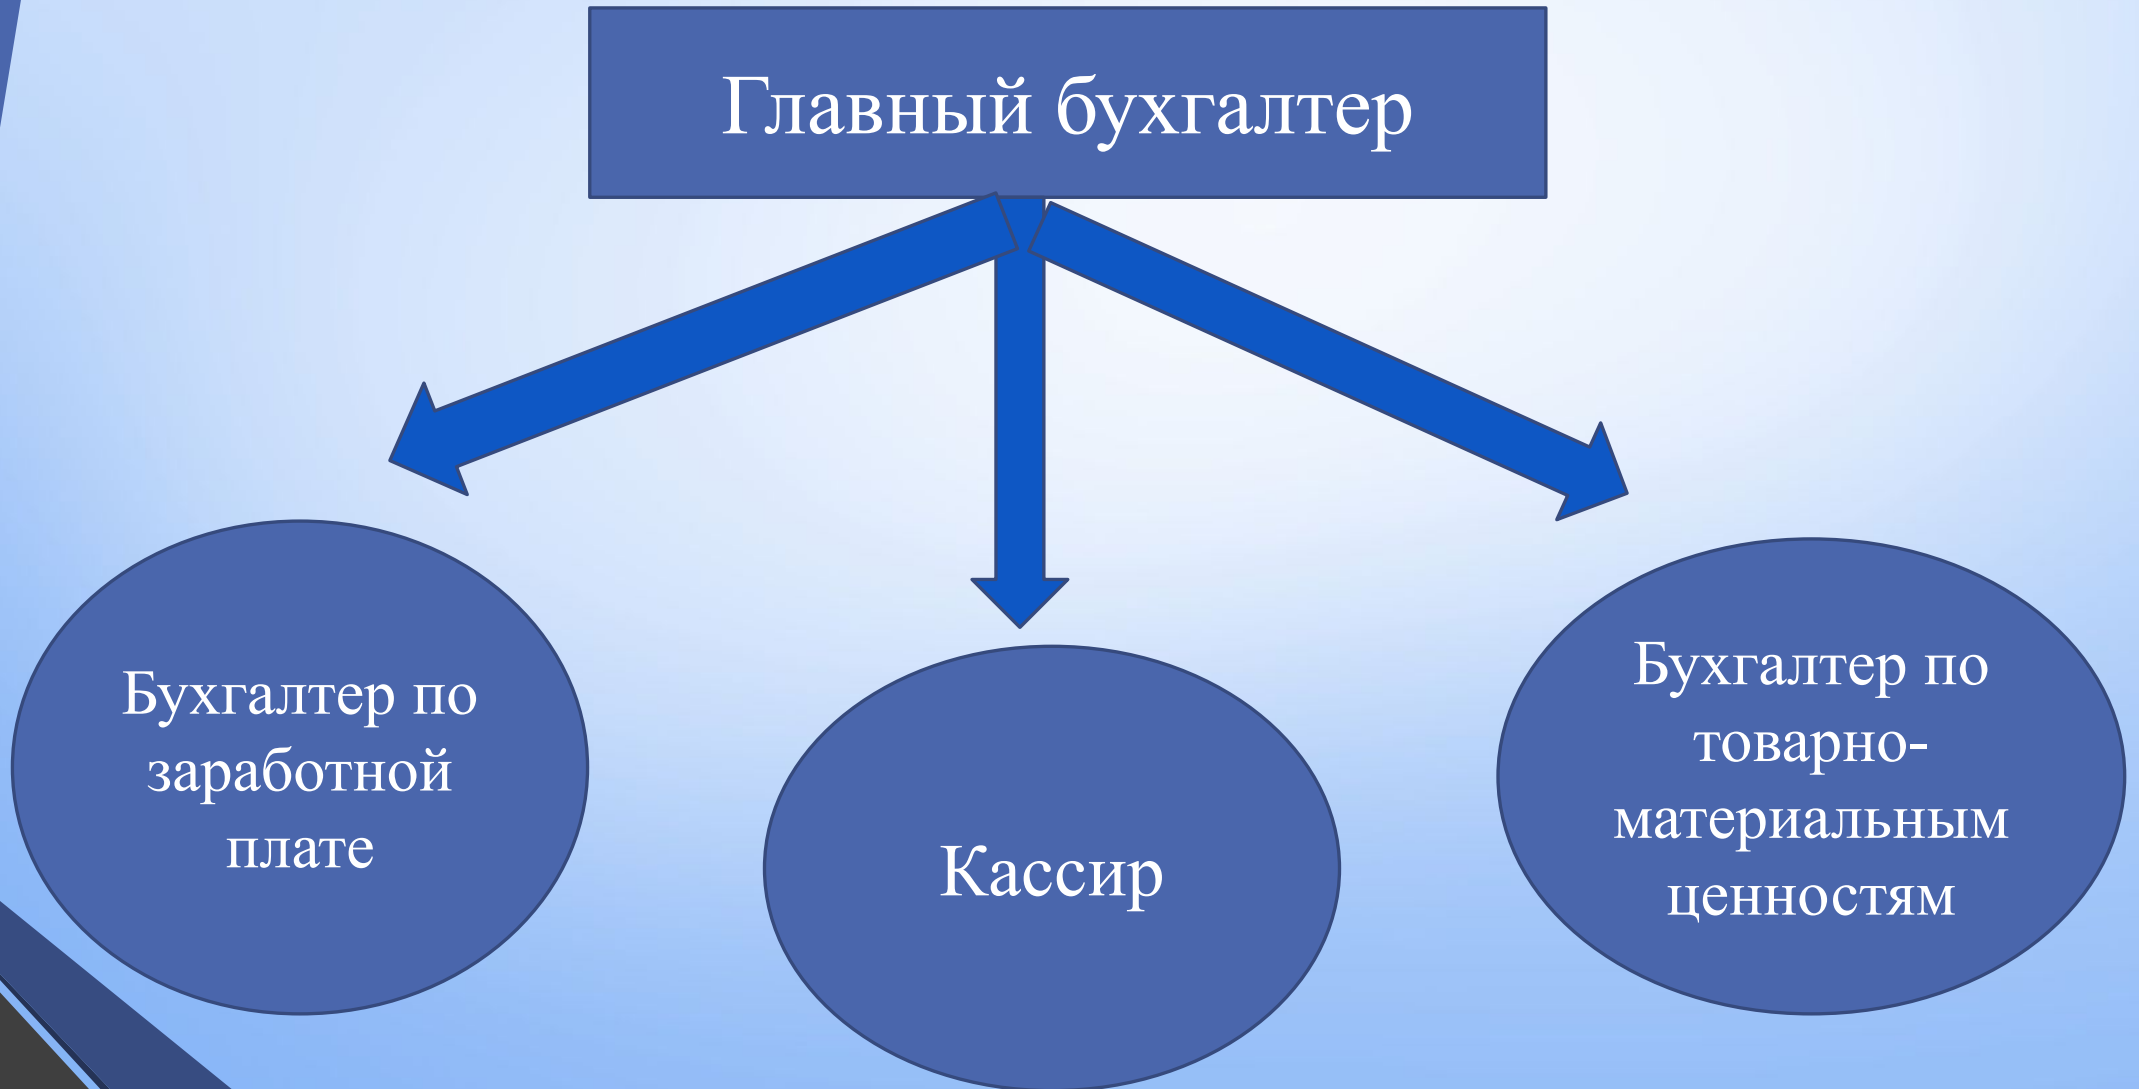 Главный бухгалтер
Бухгалтер по
заработной
плате
Кассир
Бухгалтер по
товарно-
материальным
ценностям